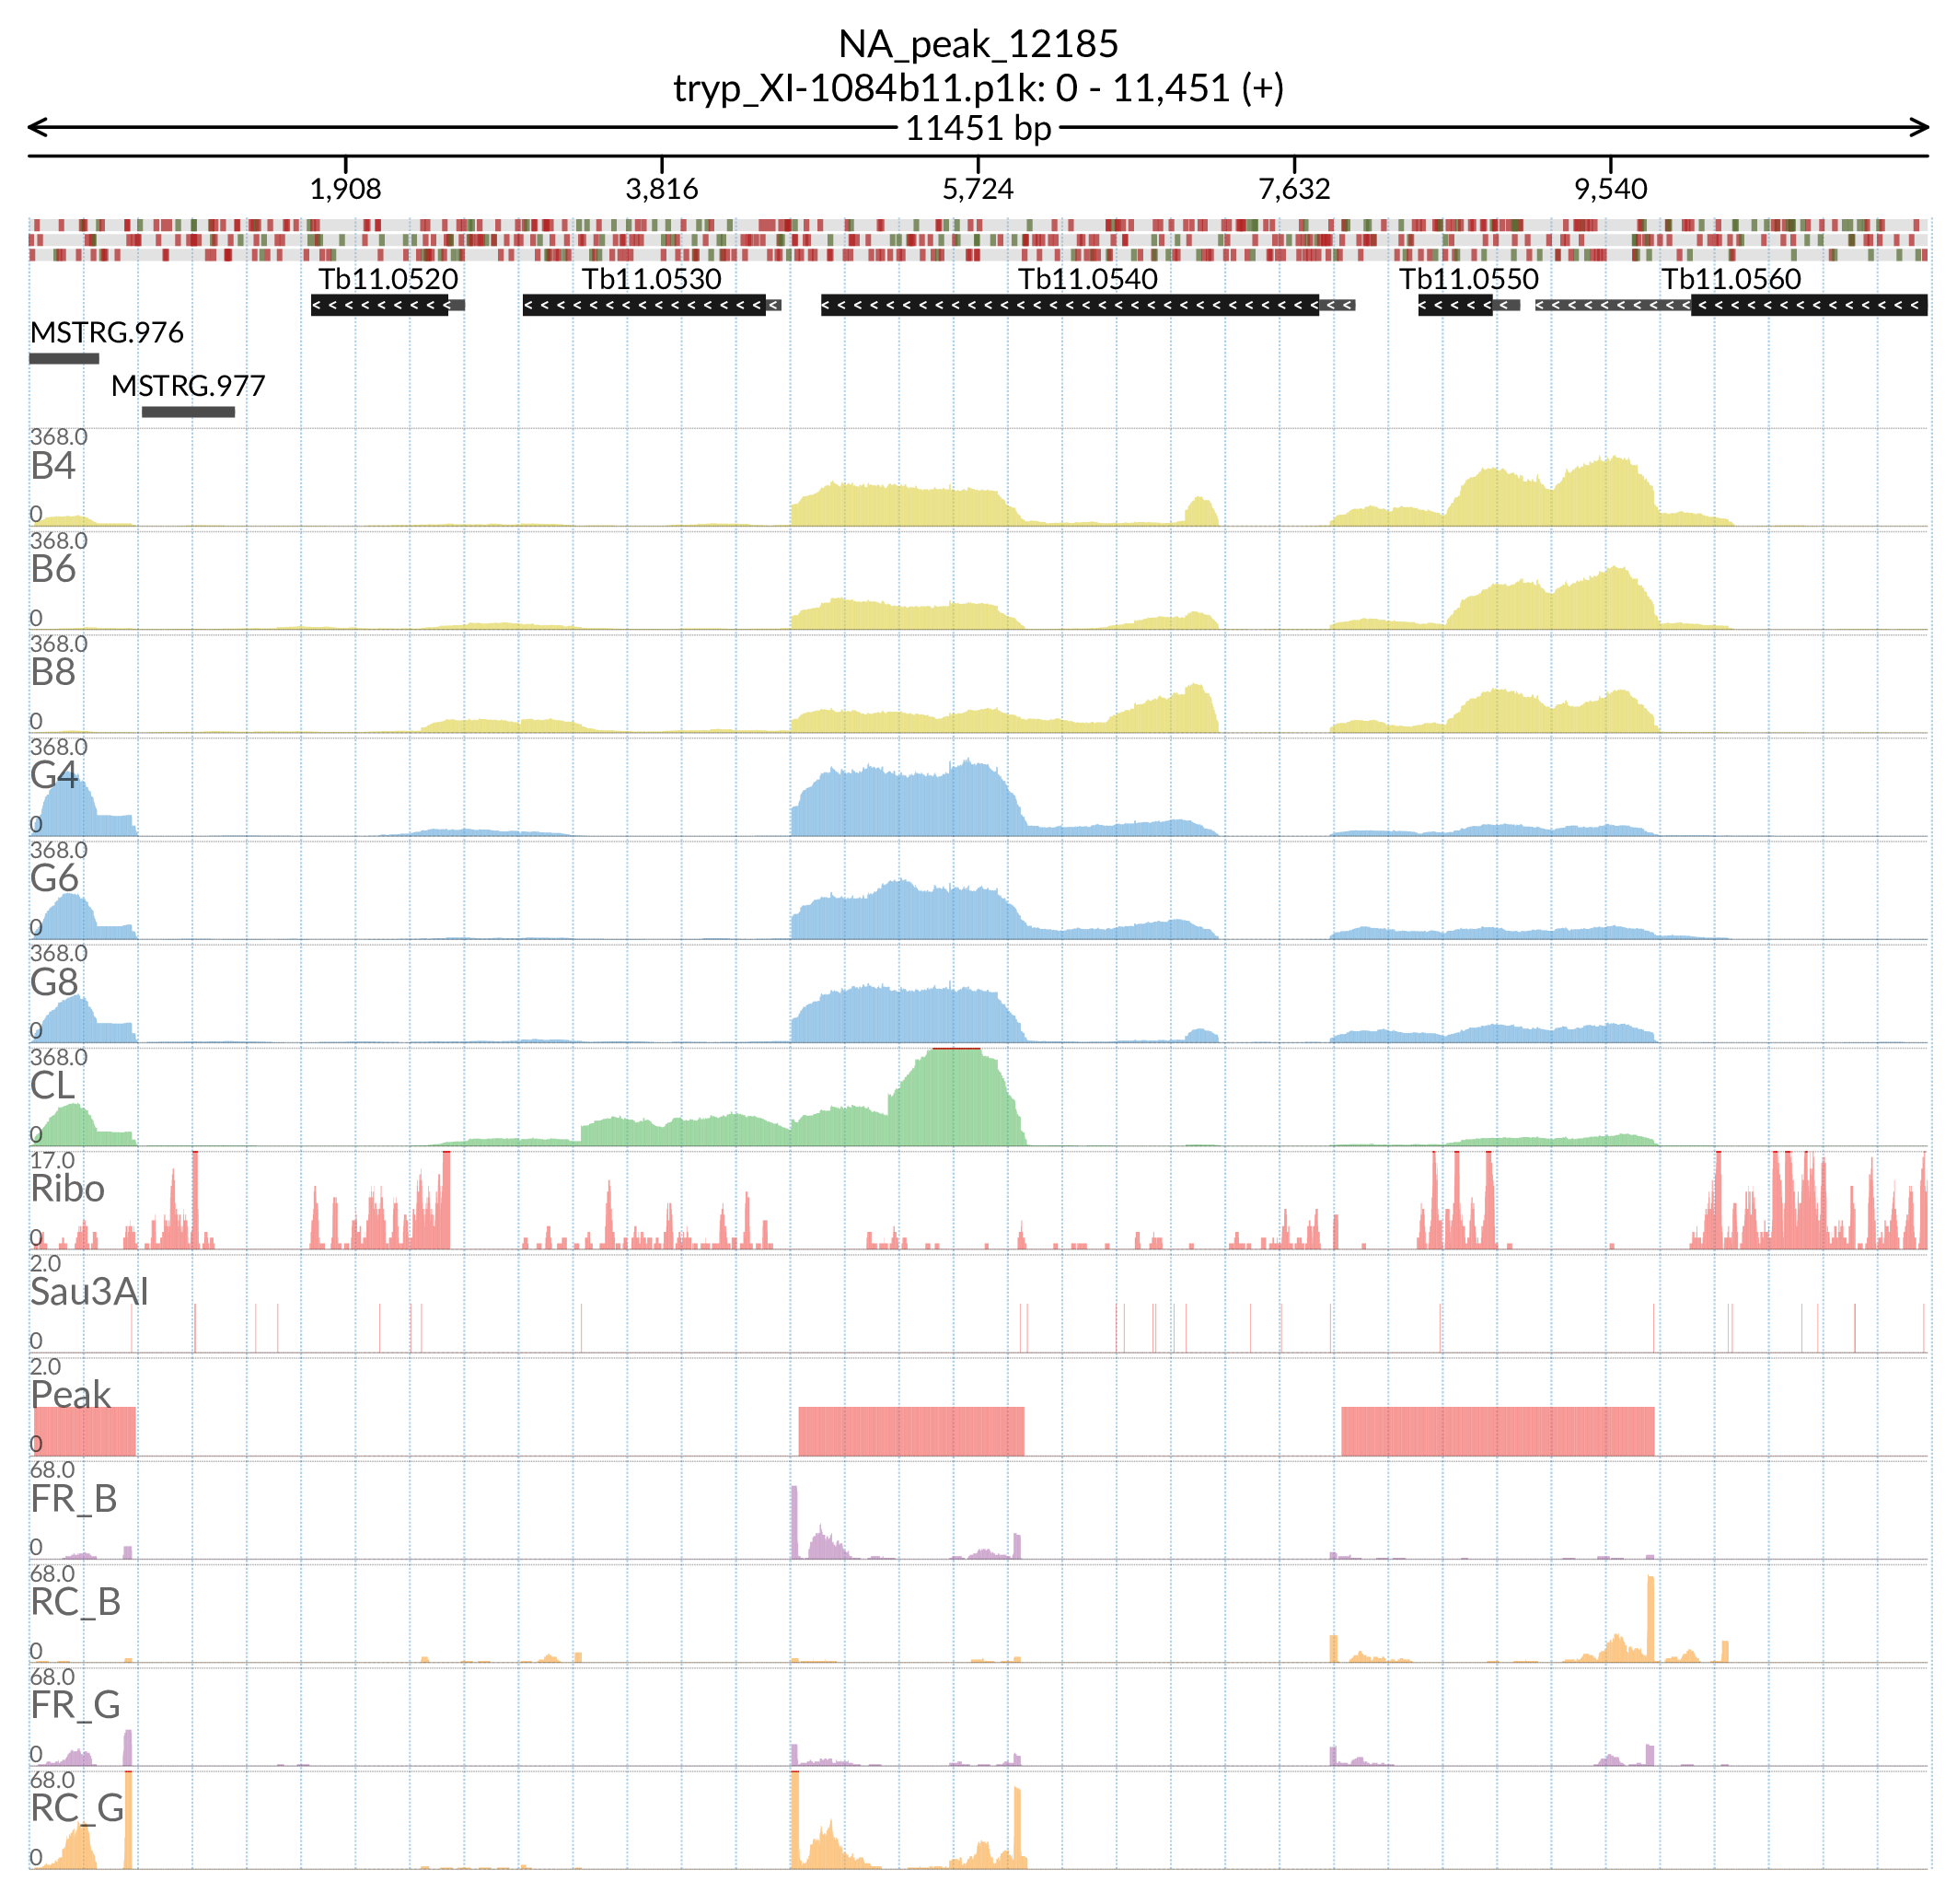 NA_peak_12185
tryp_XI-1084b11.p1k: 0 - 11,451 (+)
11451 bp
1,908 3,816 5,724 7,632 9,540
Tb11.0520 Tb11.0530 Tb11.0540 Tb11.0550 Tb11.0560
MSTRG.976
MSTRG.977
368.0
B4
0
368.0
B6
0
368.0
B8
0
368.0
G4
0
368.0
G6
0
368.0
G8
0
368.0
CL
0
17.0
Ribo
0
2.0
Sau3AI
0
2.0
Peak
0
68.0
FR_B
0
68.0
RC_B
0
68.0
FR_G
0
68.0
RC_G
0